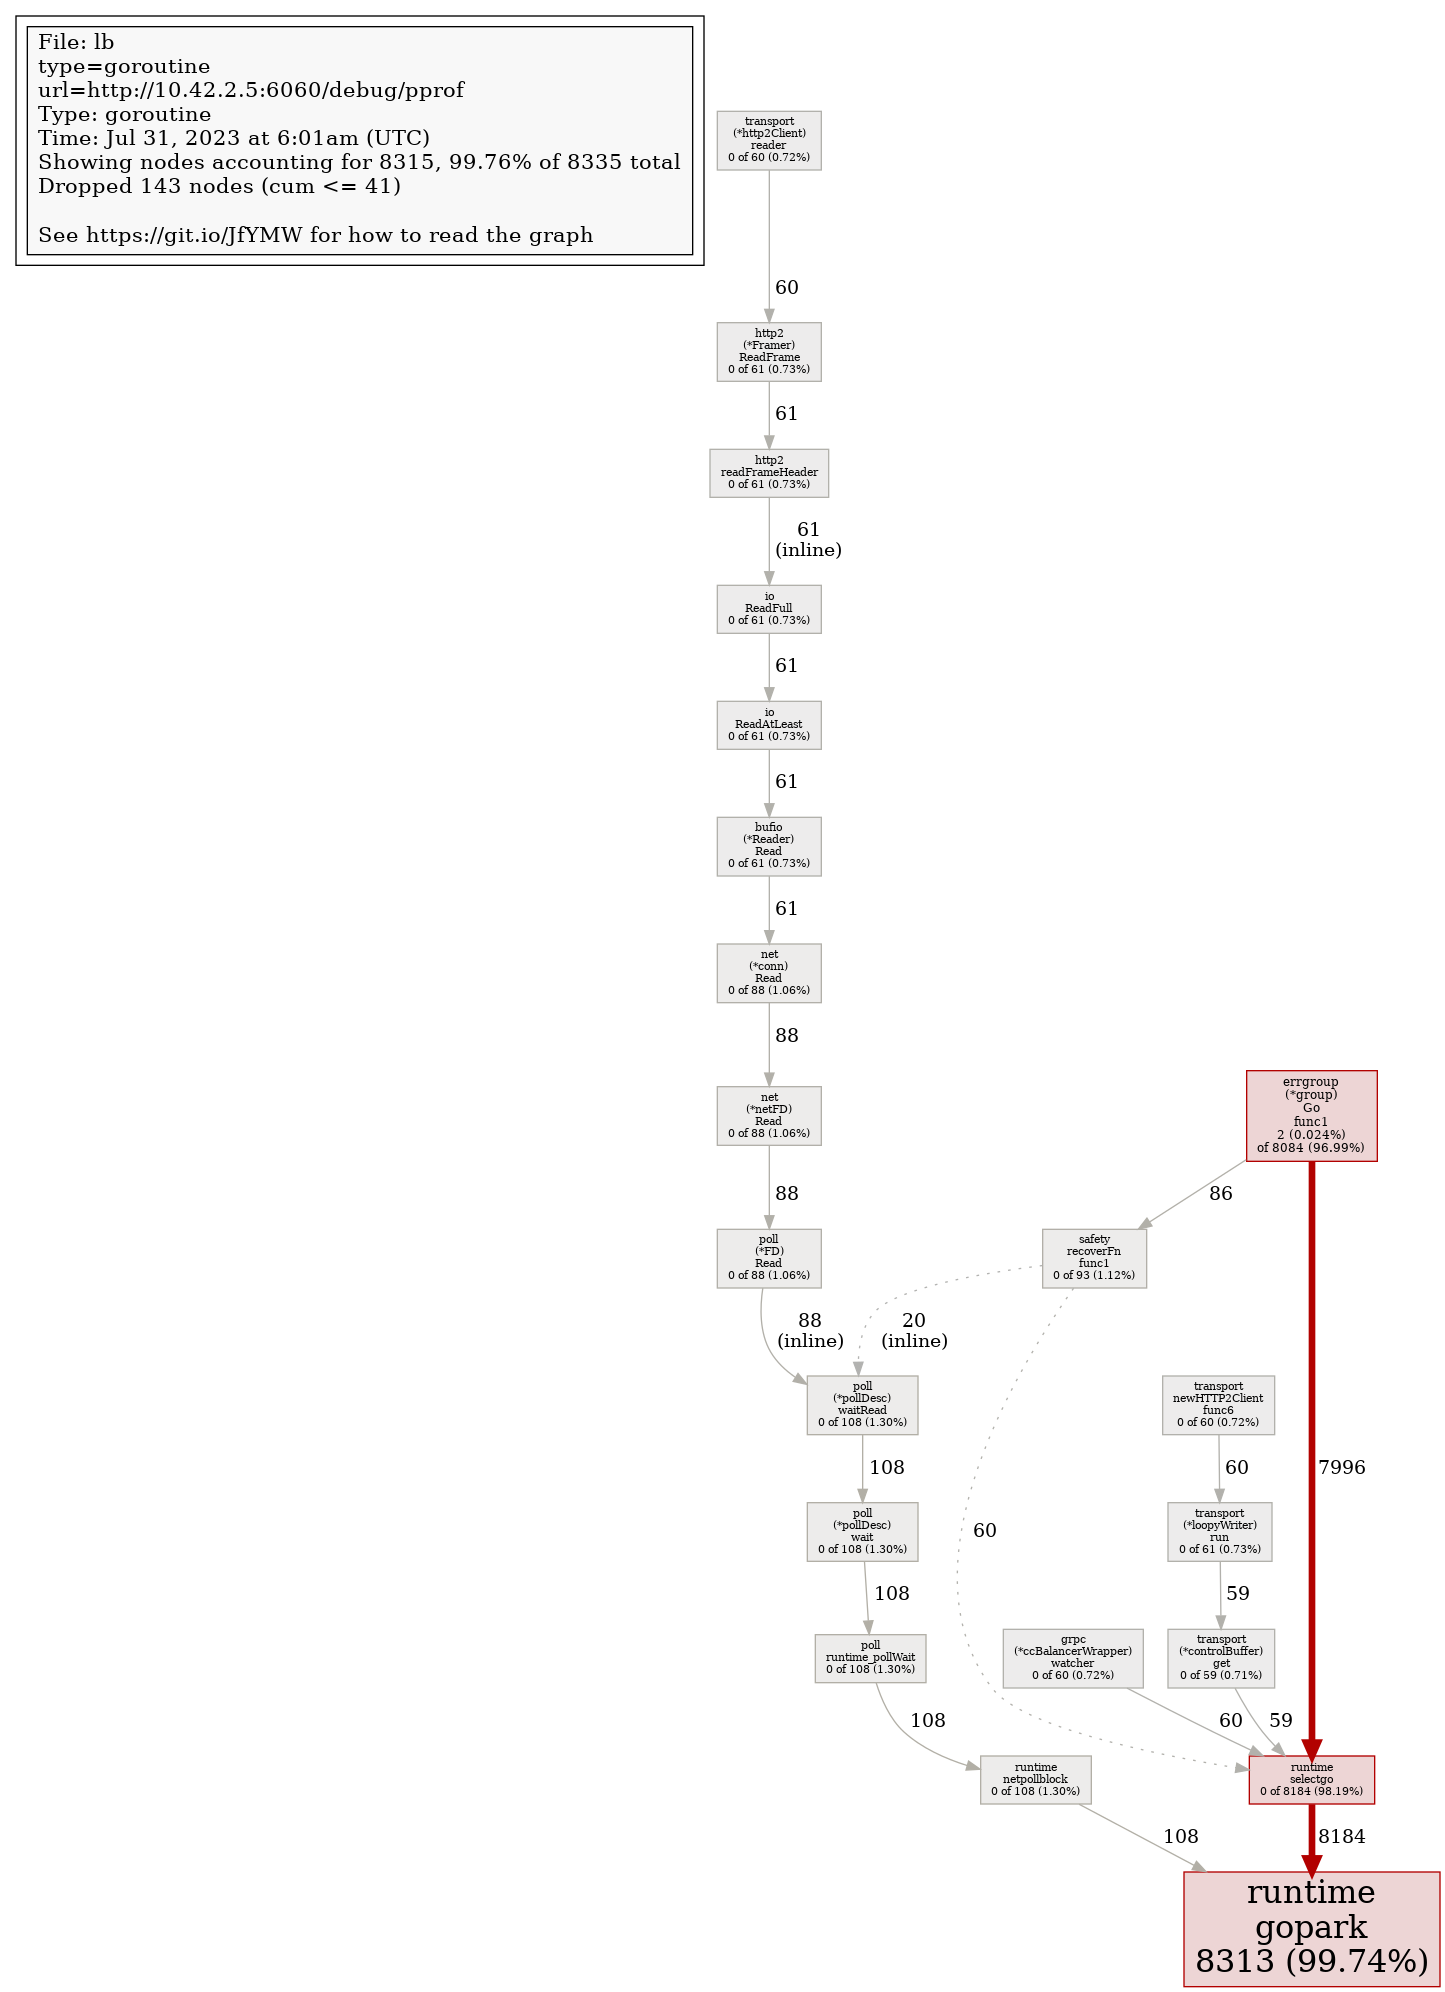 File: lb
type=goroutine
url=http://10.42.2.5:6060/debug/pprof
Type: goroutine
Time: Jul 31, 2023 at 6:01am (UTC)
Showing nodes accounting for 8315, 99.76% of 8335 total
Dropped 143 nodes (cum <= 41)
See https://git.io/JfYMW for how to read the graph
transport
(*http2Client)
reader
0 of 60 (0.72%)
60
http2
(*Framer)
ReadFrame
0 of 61 (0.73%)
61
http2
readFrameHeader
0 of 61 (0.73%)
61
(inline)
io
ReadFull
0 of 61 (0.73%)
61
io
ReadAtLeast
0 of 61 (0.73%)
61
bufio
(*Reader)
Read
0 of 61 (0.73%)
61
net
(*conn)
Read
0 of 88 (1.06%)
88
net
(*netFD)
Read
0 of 88 (1.06%)
88
poll
(*FD)
Read
0 of 88 (1.06%)
88
(inline)
errgroup
(*group)
Go
func1
2 (0.024%)
of 8084 (96.99%)
86
safety
recoverFn
func1
0 of 93 (1.12%)
20
(inline)
60
7996
poll
(*pollDesc)
waitRead
0 of 108 (1.30%)
108
poll
(*pollDesc)
wait
0 of 108 (1.30%)
108
poll
runtime_pollWait
0 of 108 (1.30%)
108
runtime
netpollblock
0 of 108 (1.30%)
108
transport
newHTTP2Client
func6
0 of 60 (0.72%)
60
transport
(*loopyWriter)
run
0 of 61 (0.73%)
59
grpc
(*ccBalancerWrapper)
watcher
0 of 60 (0.72%)
60
transport
(*controlBuffer)
get
0 of 59 (0.71%)
59
runtime
selectgo
0 of 8184 (98.19%)
8184
runtime
gopark
8313 (99.74%)